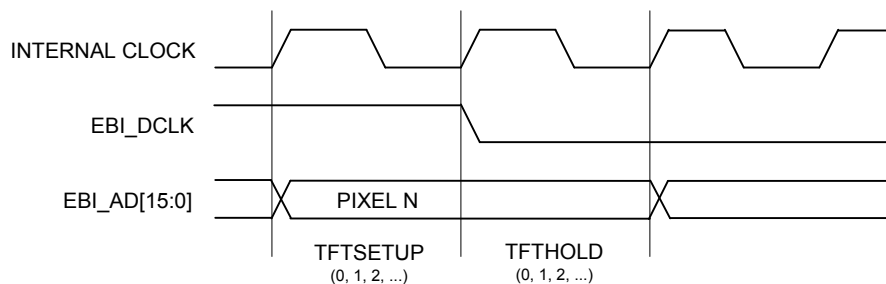 INTERNAL CLOCK
EBI_DCLK
EBI_AD[15:0]
PIXEL N
TFTSETUP
(0, 1, 2, ...)
TFTHOLD
(0, 1, 2, ...)